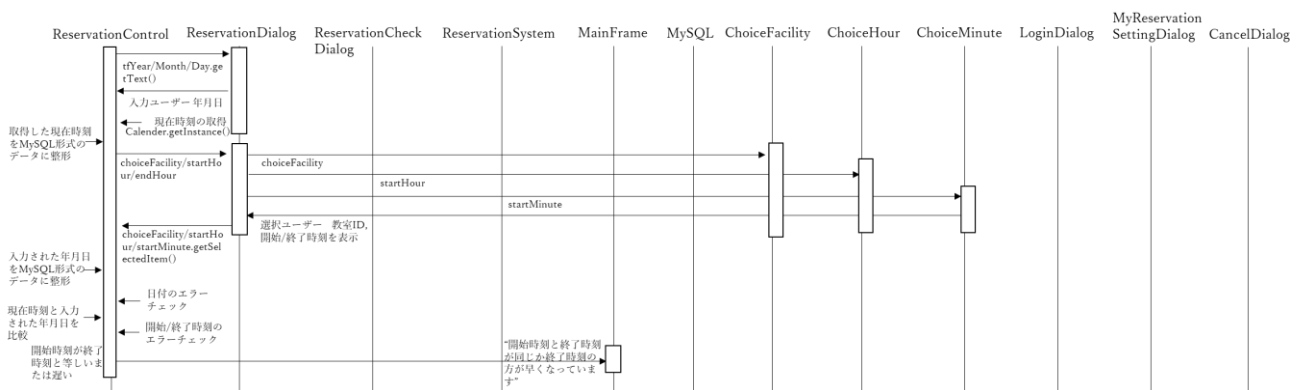 ReservationControl
ReservationDialog
ReservationCheck
Dialog
ReservationSystem
MainFrame
MySQL
ChoiceFacility
ChoiceHour
ChoiceMinute
LoginDialog
MyReservation
SettingDialog
CancelDialog
tfYear/Month/Day.ge
tText()
入力ユーザー年月日
現在時刻の取得
Calender.getInstance()
取得した現在時刻
をMySQL形式の
データに整形
choiceFacility/startHo
ur/endHour
choiceFacility
startHour
startMinute
選択ユーザー　教室ID,
開始/終了時刻を表示
choiceFacility/startHo
ur/startMinute.getSel
ectedItem()
入力された年月日
をMySQL形式の
データに整形
日付のエラー
チェック
現在時刻と入力
された年月日を
比較
開始/終了時刻の
エラーチェック
開始時刻が終了
時刻と等しいま
たは遅い
"開始時刻と終了時刻
が同じか終了時刻の
方が早くなっていま
す"